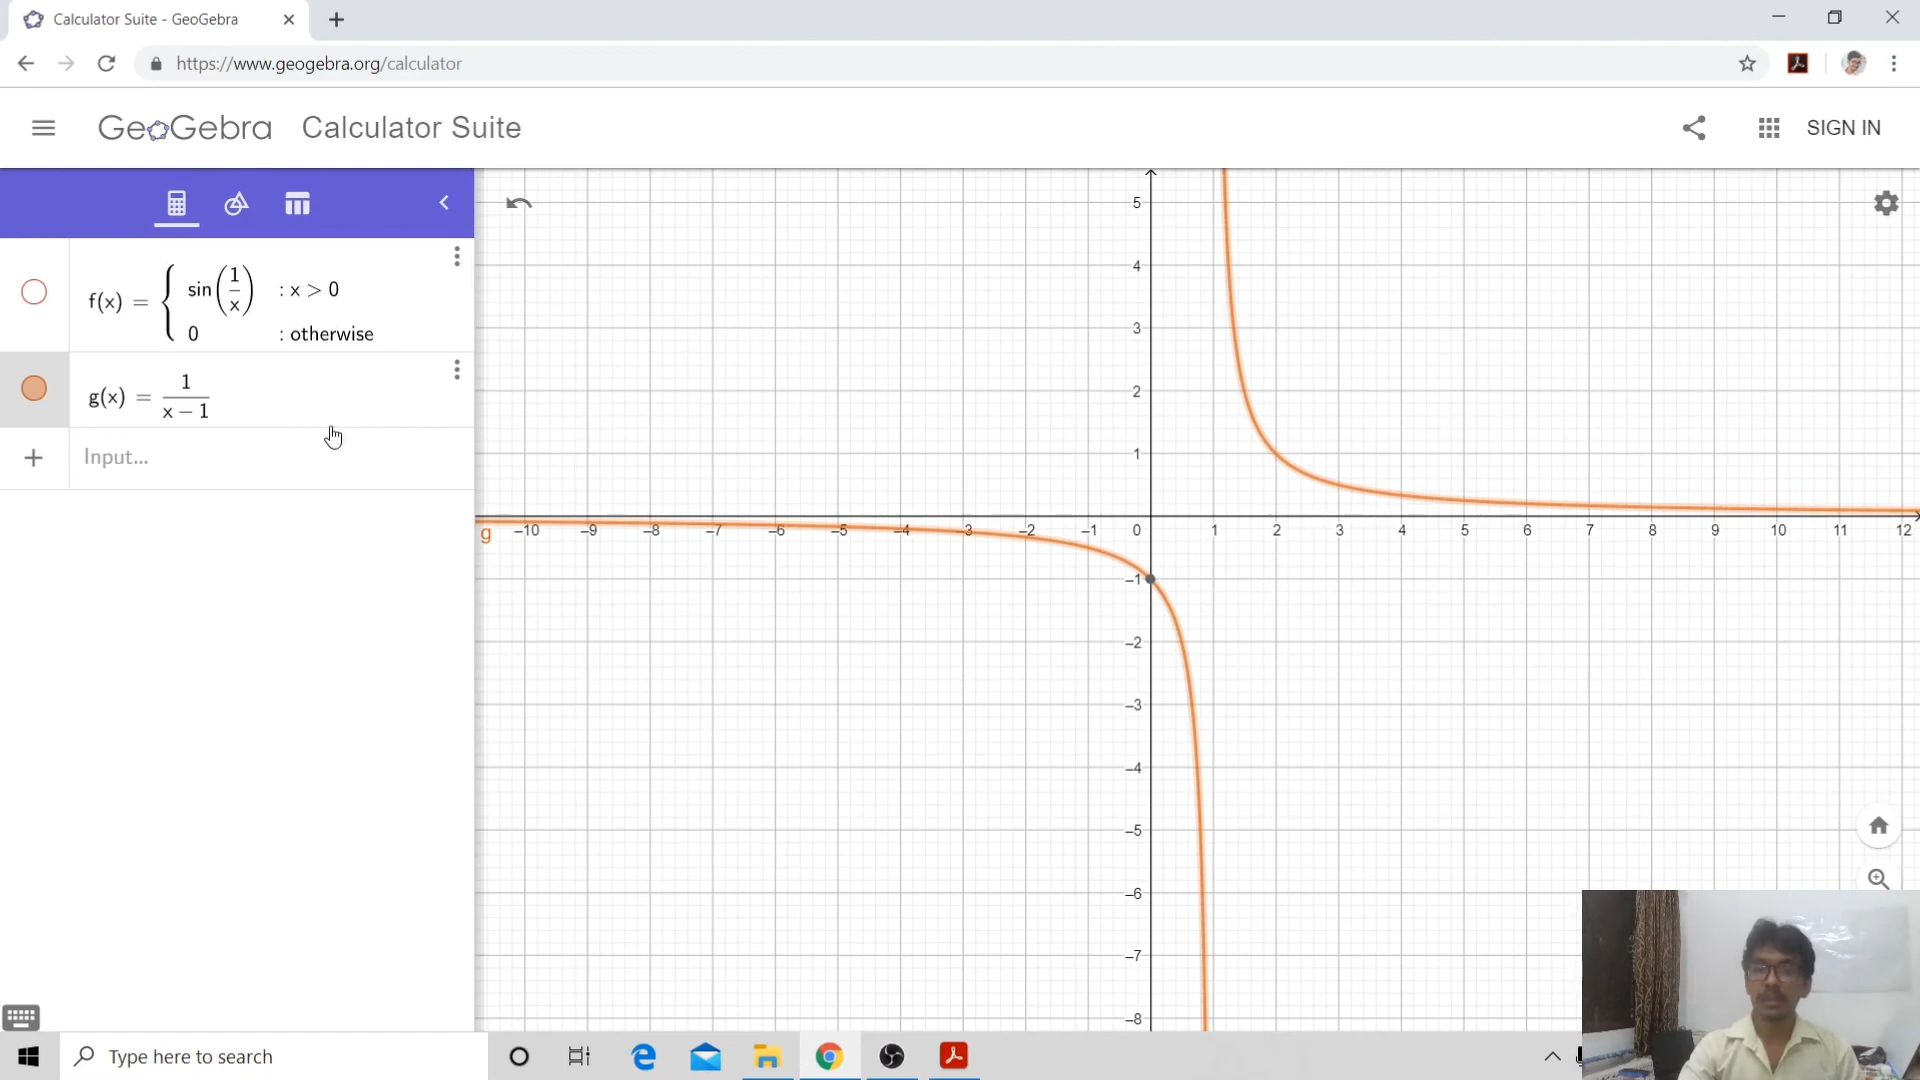 Calculator Suite - GeoGebra
https://www.geogebra.org/calculator
GeoGebra Calculator Suite SIGN IN
f(x) = { sin(1/x) : x > 0
0 : otherwise
g(x) = 1/(x − 1)
Input...
5
4
3
2
1
g –10 –9 –8 –7 –6 –5 –4 –3 –2 –1 0 1 2 3 4 5 6 7 8 9 10 11 12
–1
–2
–3
–4
–5
–6
–7
–8
Type here to search